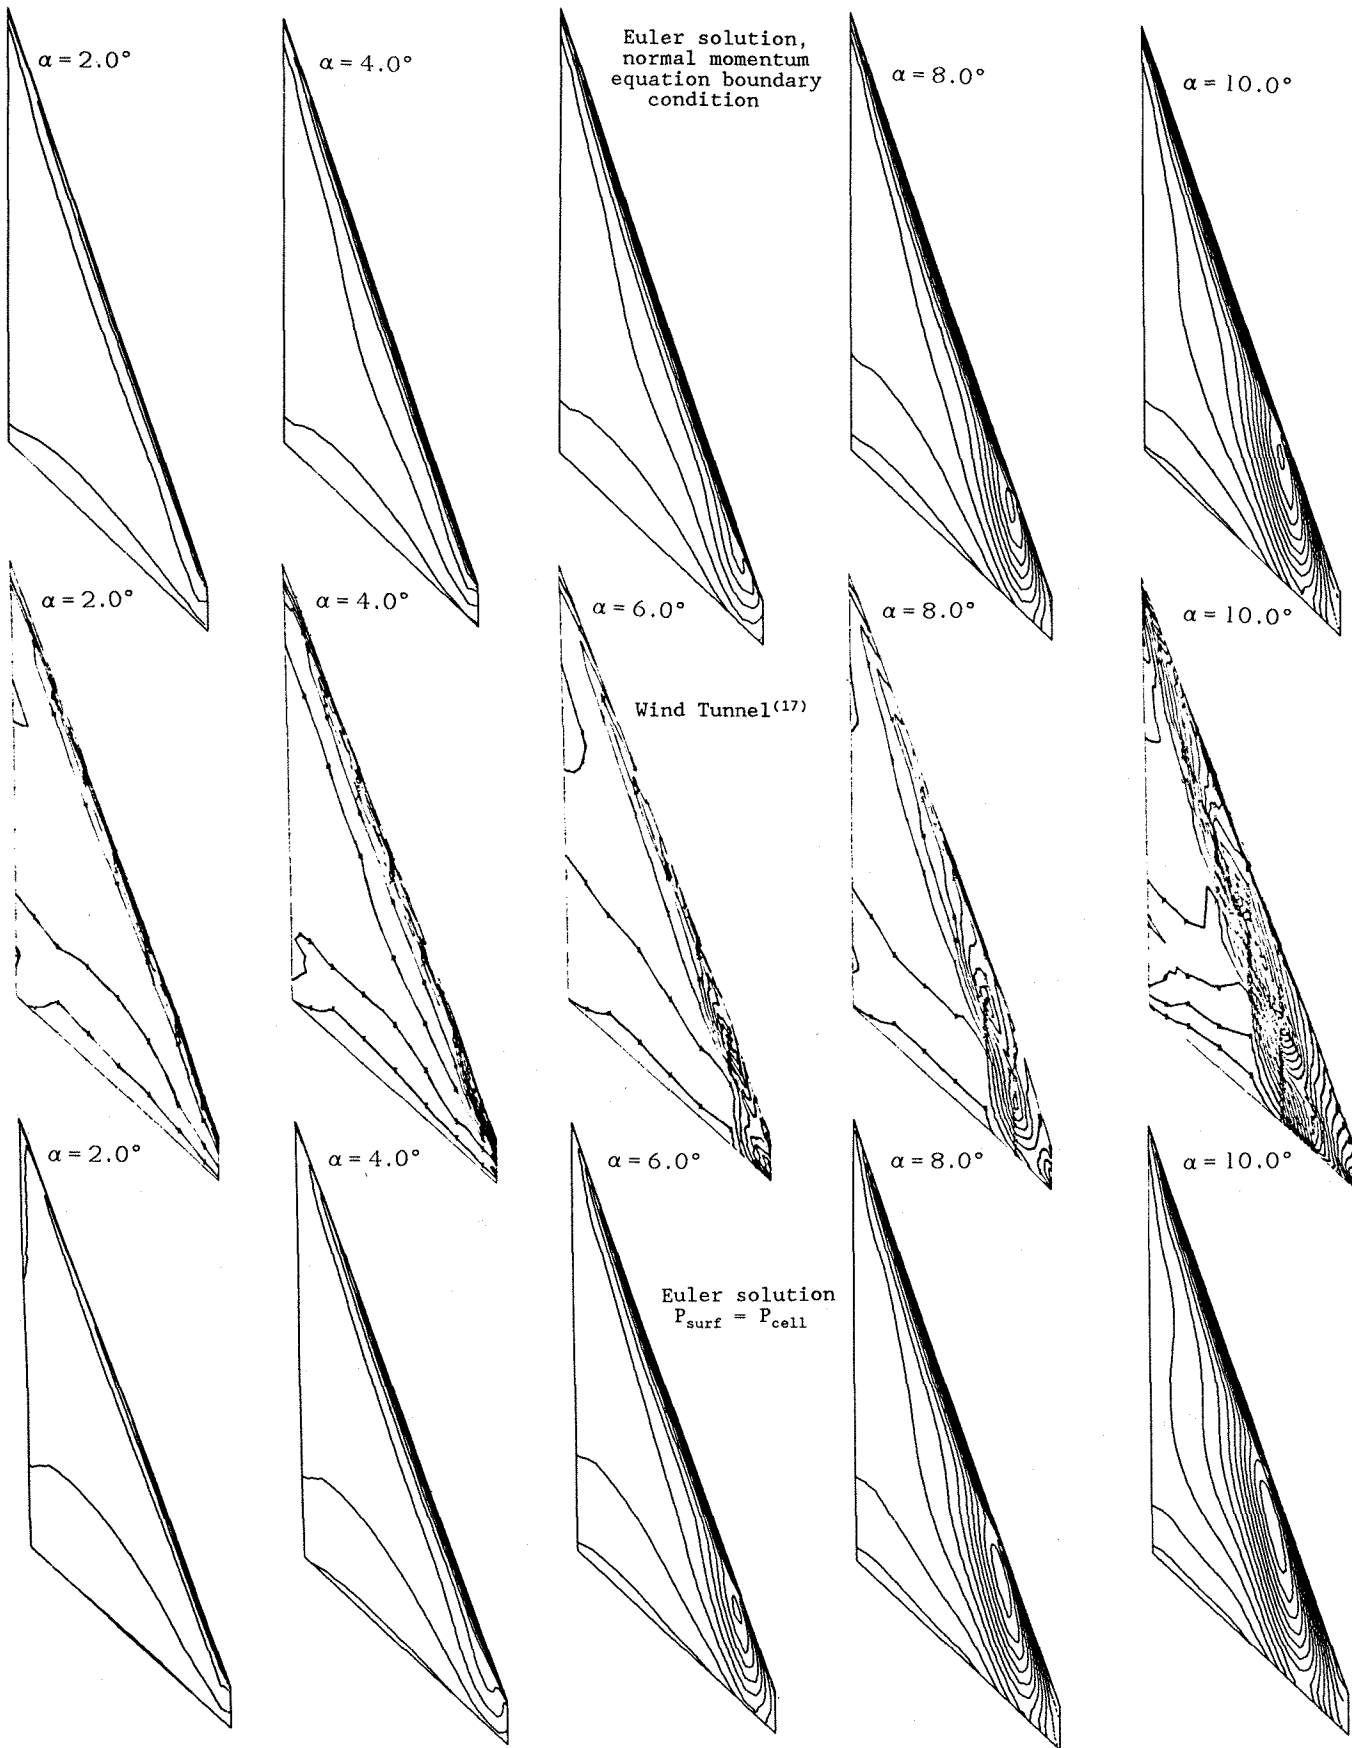 α = 2.0°
α = 4.0°
Euler solution,
normal momentum
equation boundary
condition
α = 8.0°
α = 10.0°
α = 2.0°
α = 4.0°
α = 6.0°
α = 8.0°
α = 10.0°
Wind Tunnel(17)
α = 2.0°
α = 4.0°
α = 6.0°
α = 8.0°
α = 10.0°
Euler solution
Psurf = Pcell